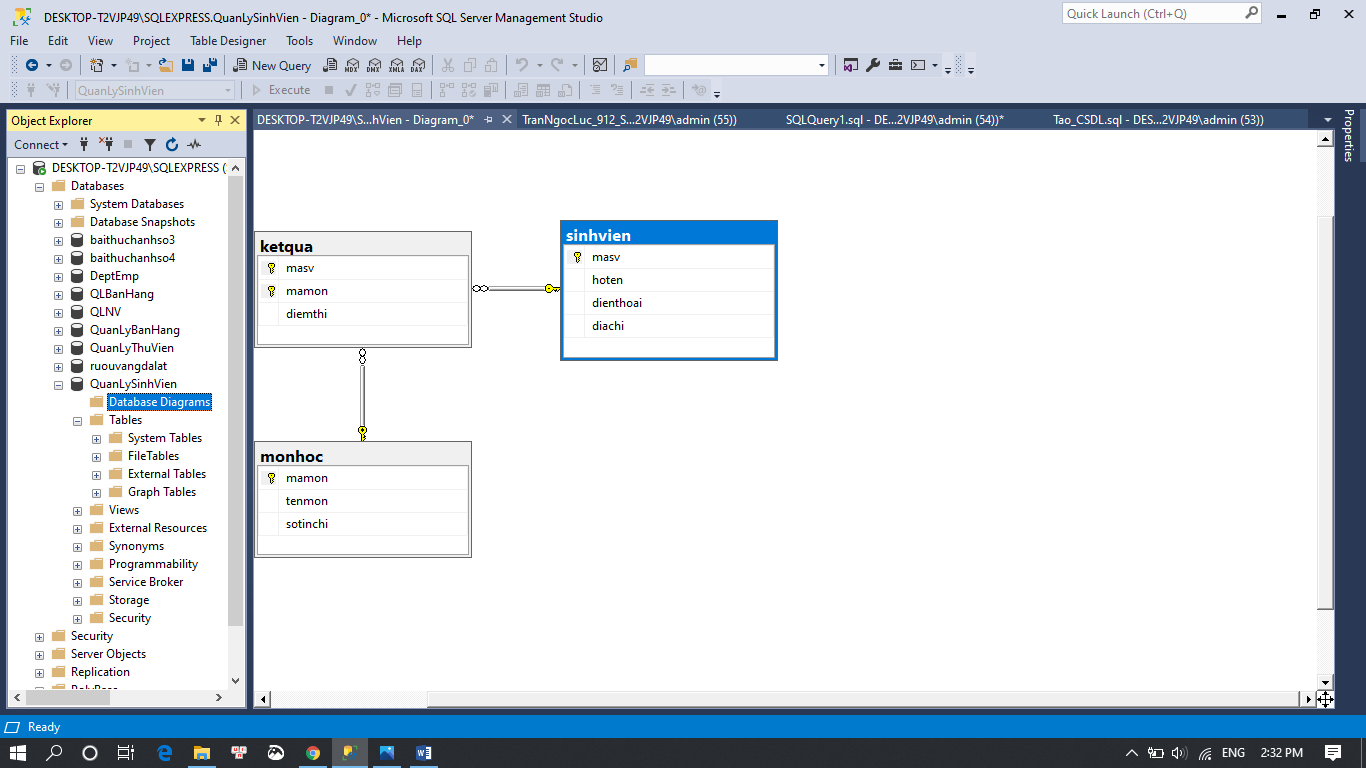 DESKTOP-T2VJP49\SQLEXPRESS.QuanLySinhVien - Diagram_0* - Microsoft SQL Server Management Studio
Quick Launch (Ctrl+Q)
File Edit View Project Table Designer Tools Window Help
New Query
MDX DMX XMLA DAX
QuanLySinhVien
Execute
Object Explorer
DESKTOP-T2VJP49\S...hVien - Diagram_0*
TranNgocLuc_912_S...2VJP49\admin (55))
SQLQuery1.sql - DE...2VJP49\admin (54))*
Tao_CSDL.sql - DES...2VJP49\admin (53))
Properties
Connect
DESKTOP-T2VJP49\SQLEXPRESS (
Databases
System Databases
Database Snapshots
baithuchanhso3
baithuchanhso4
DeptEmp
QLBanHang
QLNV
QuanLyBanHang
QuanLyThuVien
ruouvangdalat
QuanLySinhVien
Database Diagrams
Tables
System Tables
FileTables
External Tables
Graph Tables
Views
External Resources
Synonyms
Programmability
Service Broker
Storage
Security
Security
Server Objects
Replication
PolyBase
ketqua
masv
mamon
diemthi
sinhvien
masv
hoten
dienthoai
diachi
monhoc
mamon
tenmon
sotinchi
Ready
ENG
2:32 PM